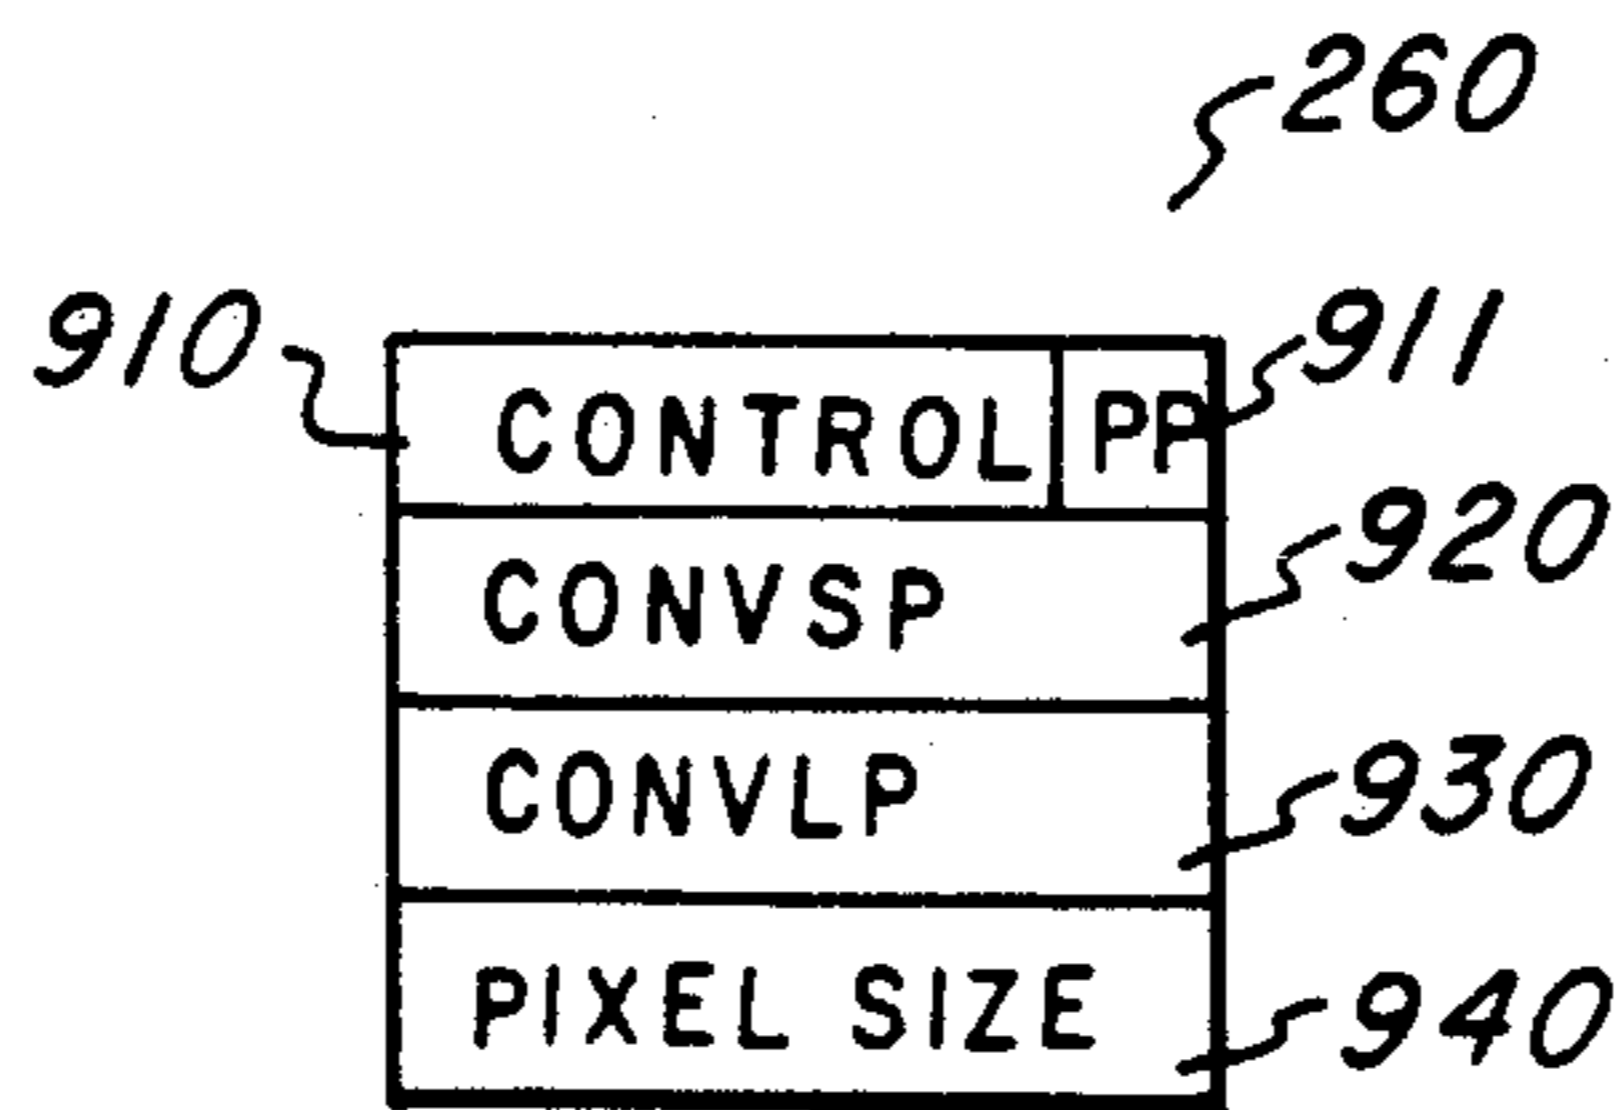 260
910 CONTROL PP 911
CONVSP 920
CONVLP 930
PIXEL SIZE 940